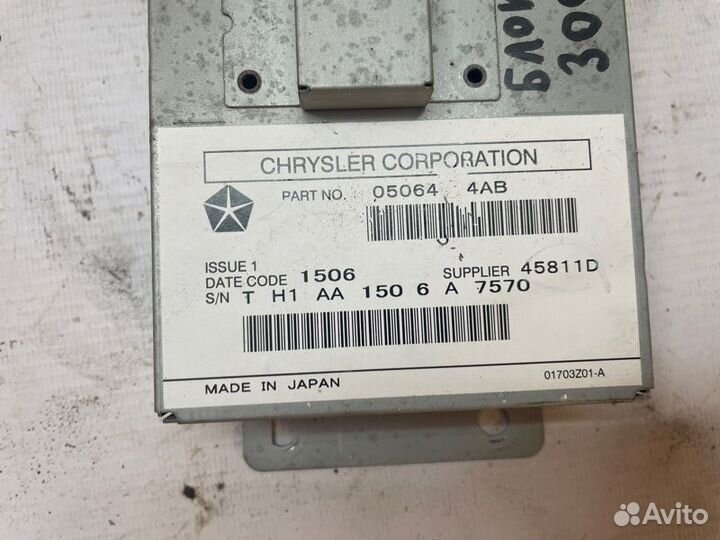 БЛОК
300
CHRYSLER CORPORATION
PART NO. 05064 4AB
ISSUE 1
DATE CODE 1506
SUPPLIER 45811D
S/N T H1 AA 150 6 A 7570
MADE IN JAPAN
01703Z01-A
Avito